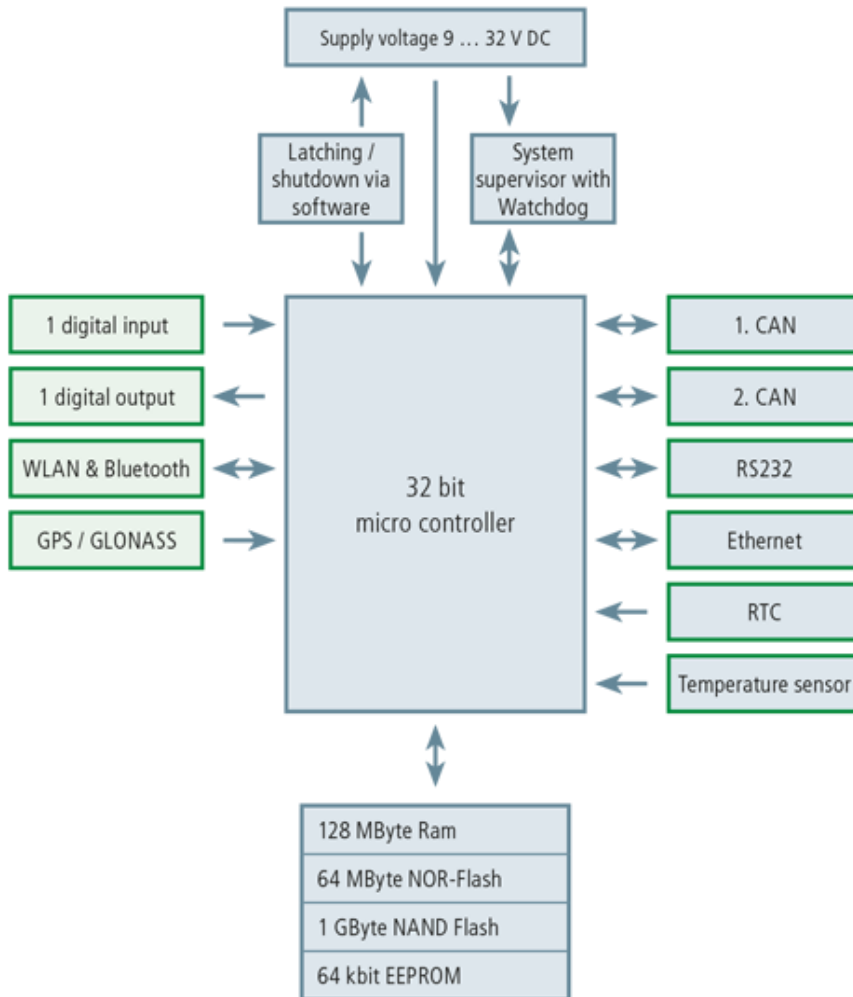 Supply voltage 9 … 32 V DC
Latching /
shutdown via
software
System
supervisor with
Watchdog
1 digital input
1 digital output
WLAN & Bluetooth
GPS / GLONASS
32 bit
micro controller
1. CAN
2. CAN
RS232
Ethernet
RTC
Temperature sensor
128 MByte Ram
64 MByte NOR-Flash
1 GByte NAND Flash
64 kbit EEPROM